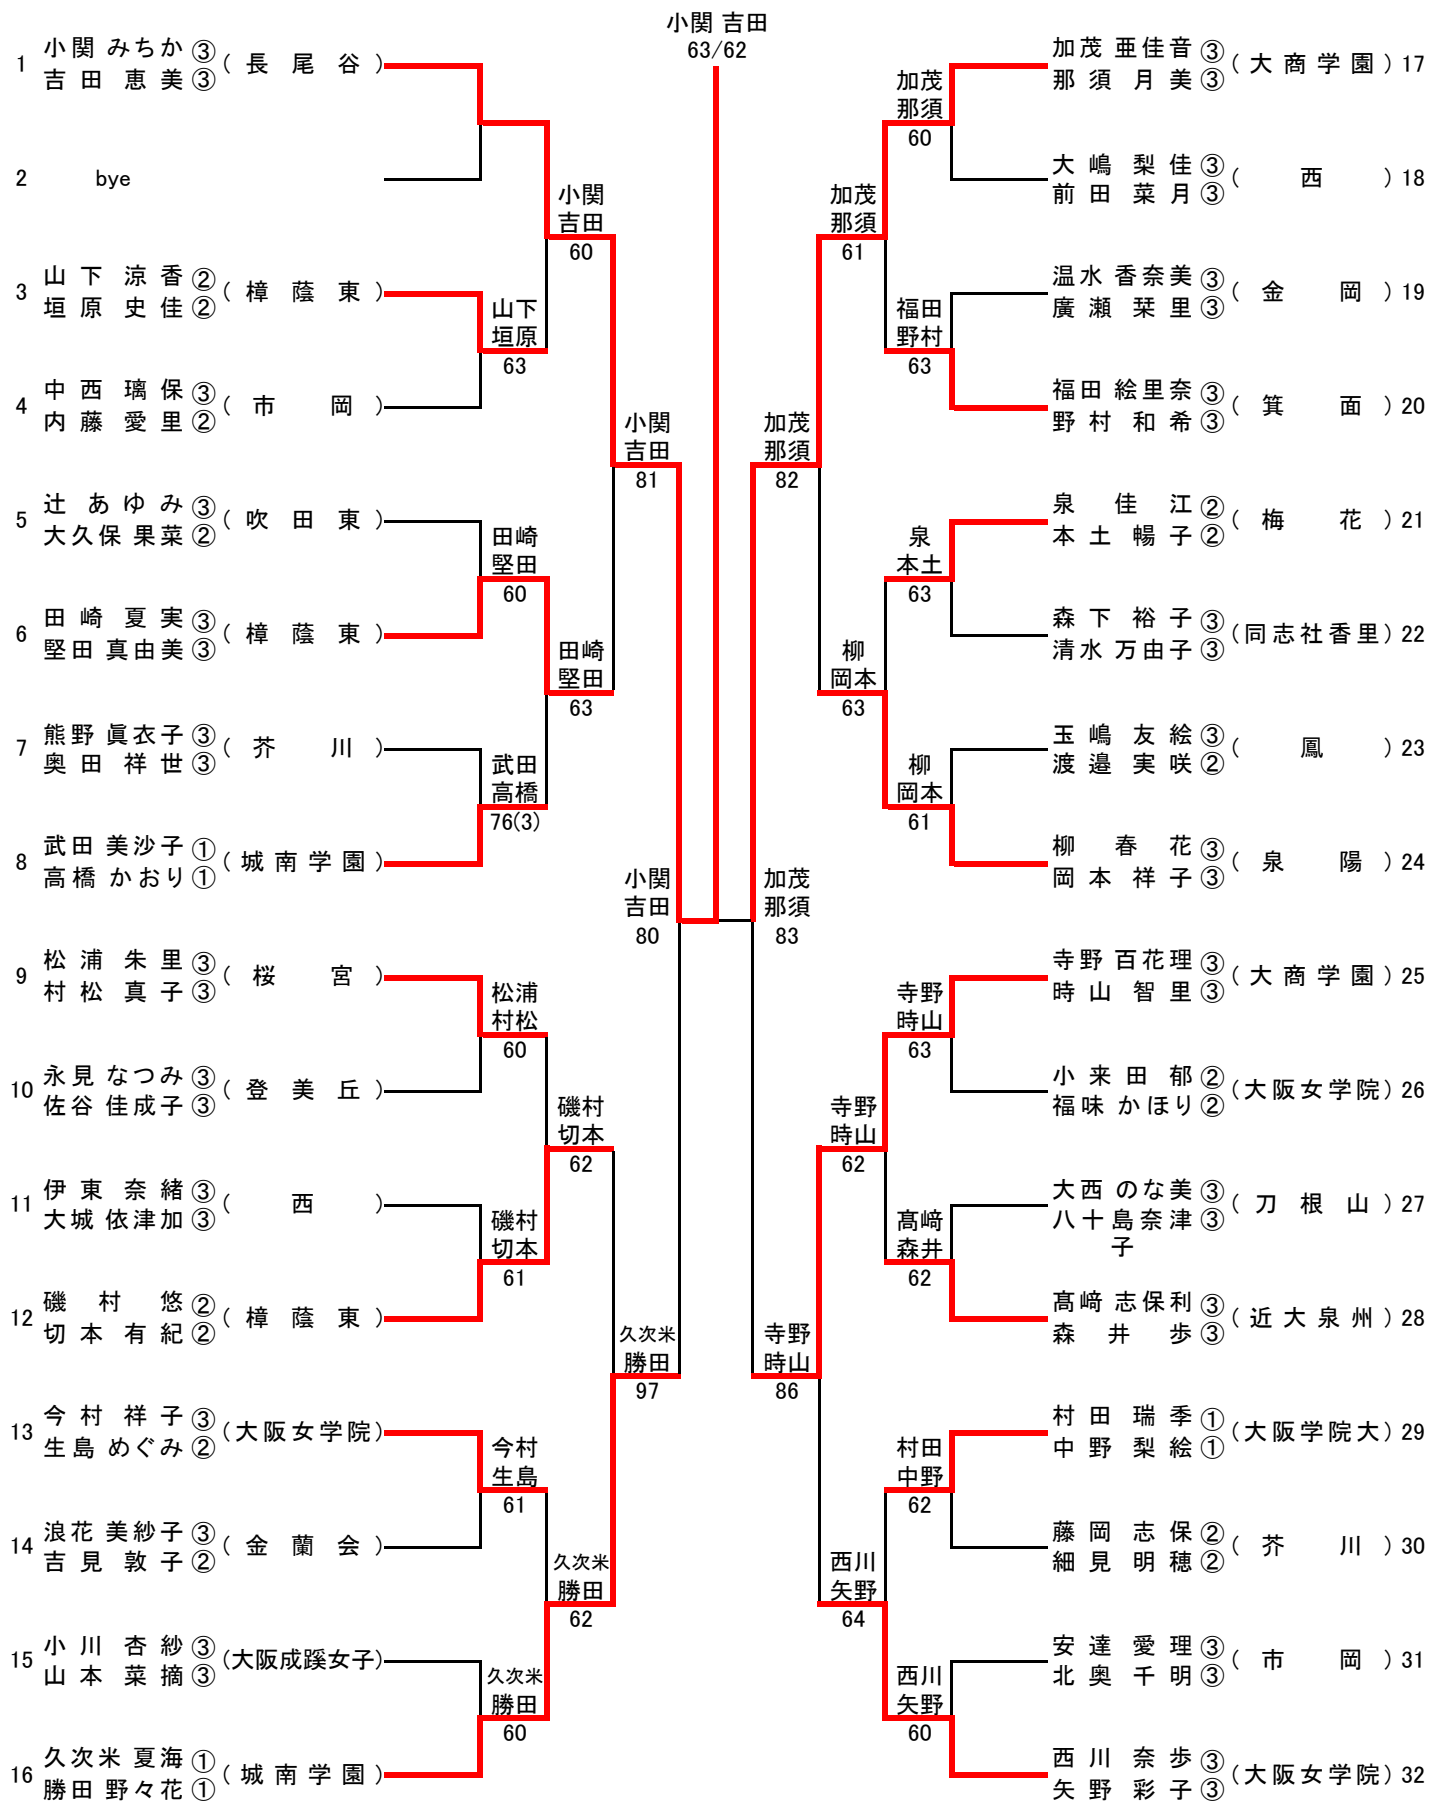 小関 吉田
63/62
1 小関 みちか ③ (長尾谷)
吉田 恵美 ③
2 bye
3 山下 涼香 ② (樟蔭東)
垣原 史佳 ②
4 中西 璃保 ③ (市岡)
内藤 愛里 ②
5 辻 あゆみ ③ (吹田東)
大久保 果菜 ②
6 田崎 夏実 ③ (樟蔭東)
堅田 真由美 ③
7 熊野 眞衣子 ③ (芥川)
奥田 祥世 ③
8 武田 美沙子 ① (城南学園)
高橋 かおり ①
9 松浦 朱里 ③ (桜宮)
村松 真子 ③
10 永見 なつみ ③ (登美丘)
佐谷 佳成子 ③
11 伊東 奈緒 ③ (西)
大城 依津加 ③
12 磯村 悠 ② (樟蔭東)
切本 有紀 ②
13 今村 祥子 ③ (大阪女学院)
生島 めぐみ ②
14 浪花 美紗子 ③ (金蘭会)
吉見 敦子 ②
15 小川 杏紗 ③ (大阪成蹊女子)
山本 菜摘 ③
16 久次米 夏海 ① (城南学園)
勝田 野々花 ①
山下
垣原
63
田崎
堅田
60
武田
高橋
76(3)
松浦
村松
60
磯村
切本
61
今村
生島
61
久次米
勝田
60
小関
吉田
60
田崎
堅田
63
磯村
切本
62
久次米
勝田
62
小関
吉田
81
久次米
勝田
97
小関
吉田
80
加茂
那須
83
加茂
那須
82
寺野
時山
86
加茂
那須
61
柳
岡本
63
寺野
時山
62
西川
矢野
64
加茂
那須
60
福田
野村
63
泉
本土
63
柳
岡本
61
寺野
時山
63
髙﨑
森井
62
村田
中野
62
西川
矢野
60
加茂 亜佳音 ③ (大商学園) 17
那須 月美 ③
大嶋 梨佳 ③ (西) 18
前田 菜月 ③
温水 香奈美 ③ (金岡) 19
廣瀬 栞里 ③
福田 絵里奈 ③ (箕面) 20
野村 和希 ③
泉 佳江 ② (梅花) 21
本土 暢子 ②
森下 裕子 ③ (同志社香里) 22
清水 万由子 ③
玉嶋 友絵 ③ (鳳) 23
渡邉 実咲 ②
柳 春花 ③ (泉陽) 24
岡本 祥子 ③
寺野 百花理 ③ (大商学園) 25
時山 智里 ③
小来田 郁 ② (大阪女学院) 26
福味 かほり ②
大西 のな美 ③ (刀根山) 27
八十島奈津 ③
子
髙﨑 志保利 ③ (近大泉州) 28
森井 歩 ③
村田 瑞季 ① (大阪学院大) 29
中野 梨絵 ①
藤岡 志保 ② (芥川) 30
細見 明穂 ②
安達 愛理 ③ (市岡) 31
北奥 千明 ③
西川 奈歩 ③ (大阪女学院) 32
矢野 彩子 ③